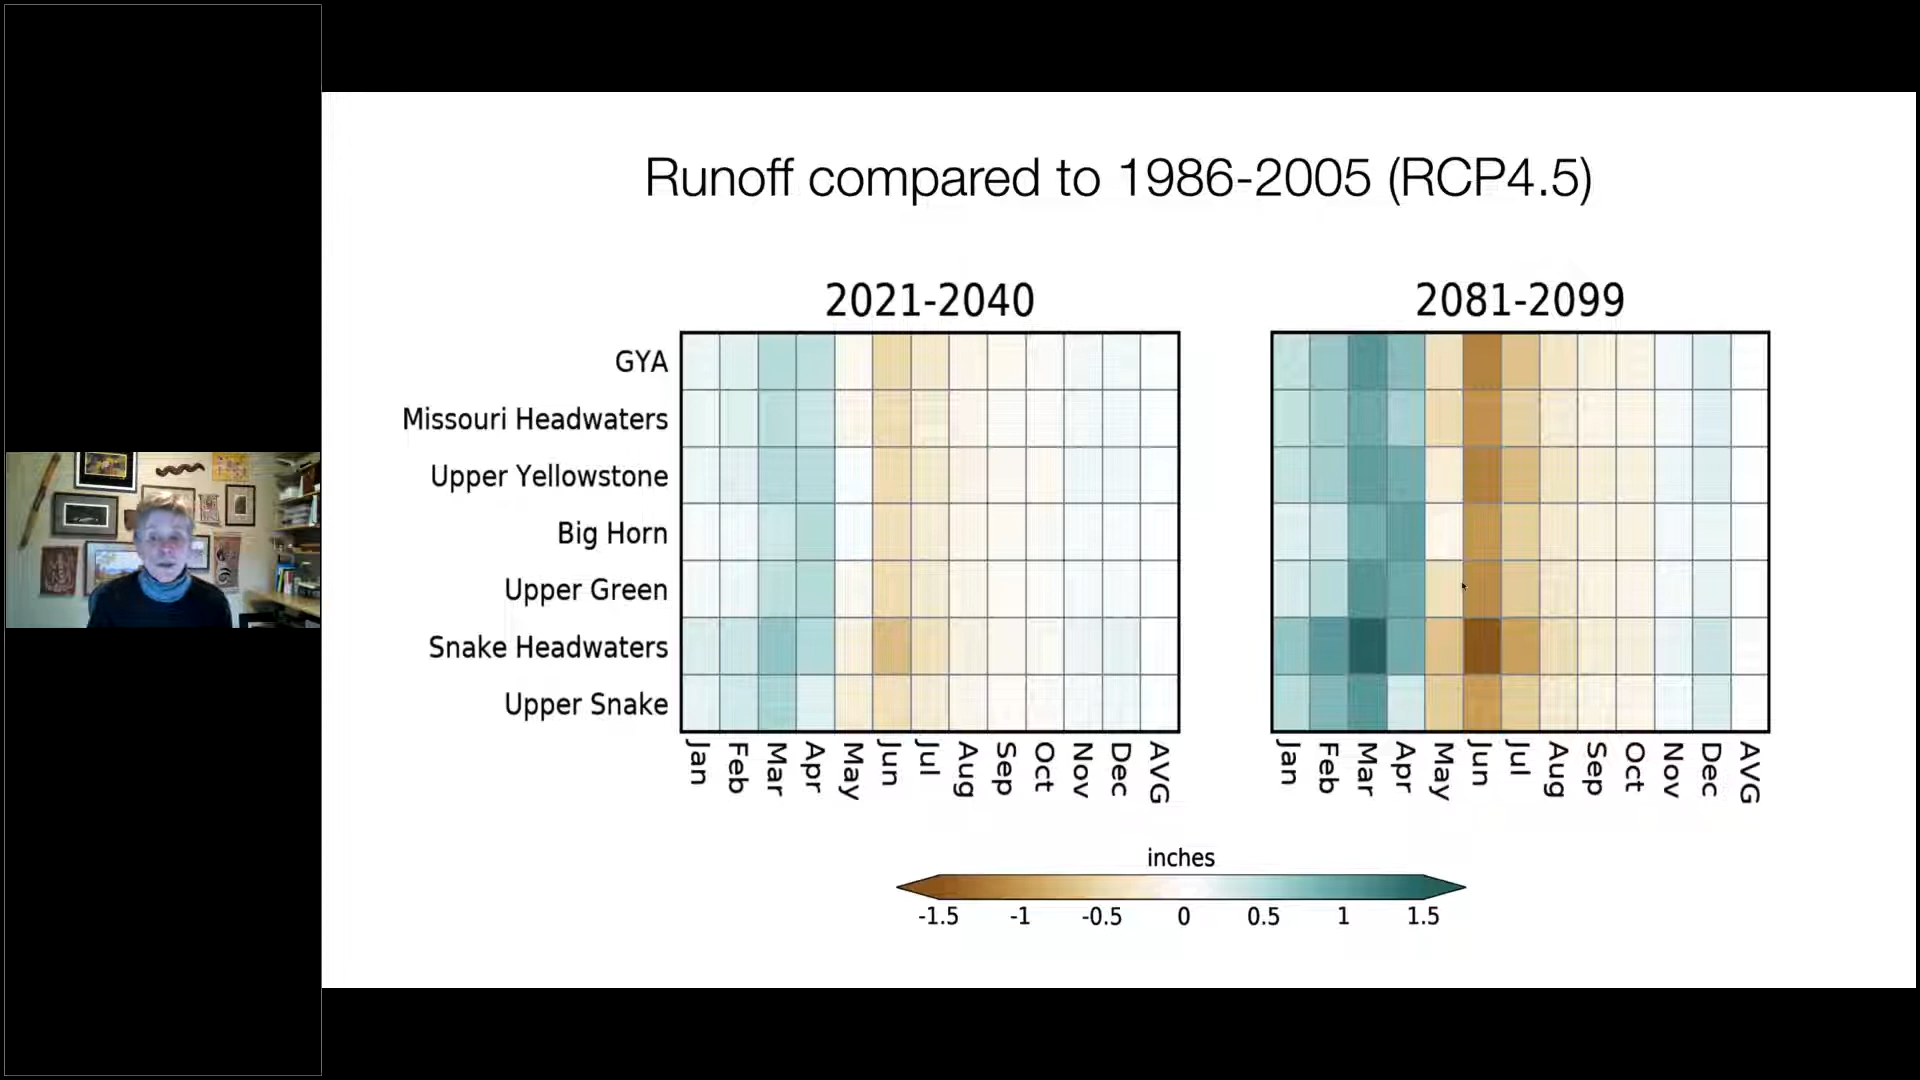 Runoff compared to 1986-2005 (RCP4.5)
2021-2040
2081-2099
GYA
Missouri Headwaters
Upper Yellowstone
Big Horn
Upper Green
Snake Headwaters
Upper Snake
Jan Feb Mar Apr May Jun Jul Aug Sep Oct Nov Dec AVG
Jan Feb Mar Apr May Jun Jul Aug Sep Oct Nov Dec AVG
inches
-1.5 -1 -0.5 0 0.5 1 1.5